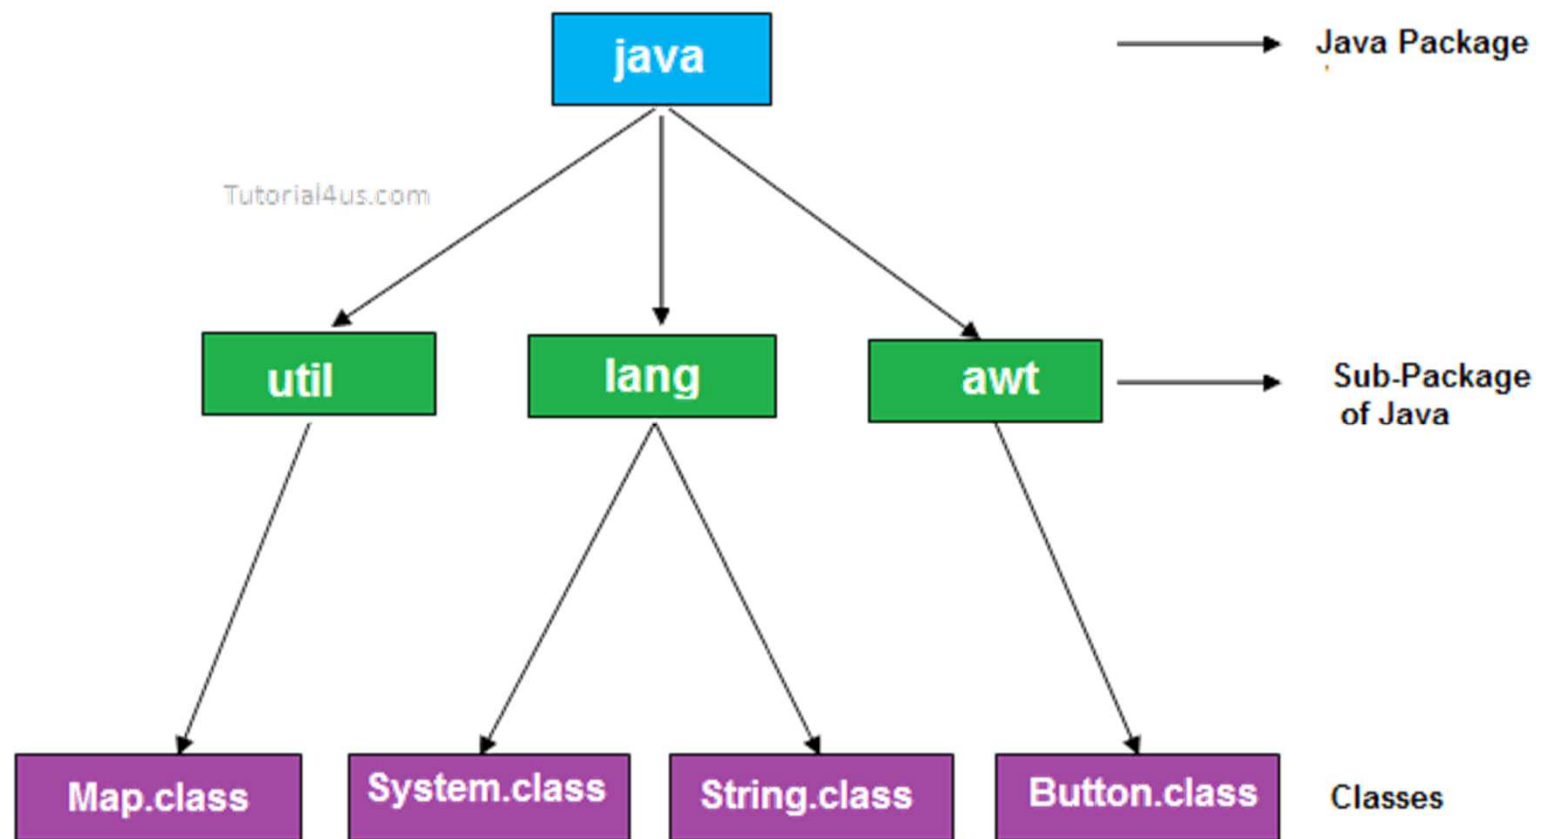 java
Java Package
Tutorial4us.com
util
lang
awt
Sub-Package
of Java
Map.class
System.class
String.class
Button.class
Classes